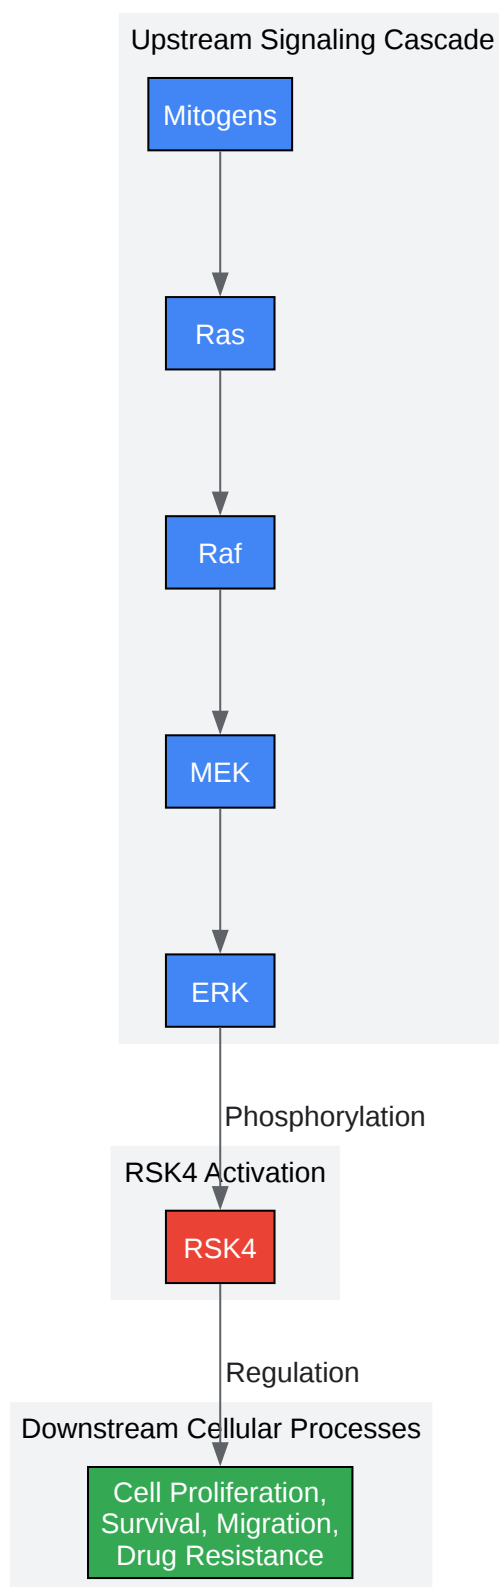 Upstream Signaling Cascade
Mitogens
Ras
Raf
MEK
ERK
Phosphorylation
RSK4 Activation
RSK4
Regulation
Downstream Cellular Processes
Cell Proliferation,
Survival, Migration,
Drug Resistance